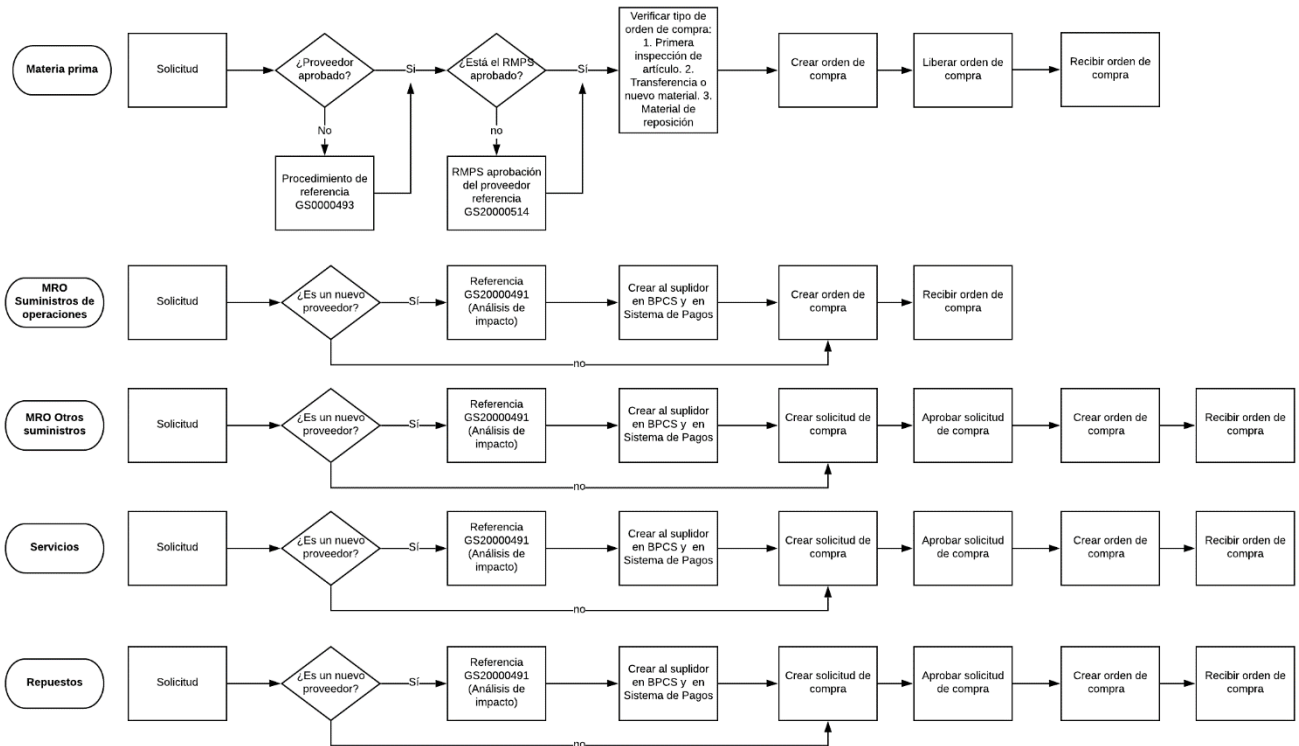 Materia prima
Solicitud
¿Proveedor
aprobado?
Si
¿Está el RMPS
aprobado?
Sí
Verificar tipo de
orden de compra:
1. Primera
inspección de
artículo. 2.
Transferencia o
nuevo material. 3.
Material de
reposición
Crear orden de
compra
Liberar orden de
compra
Recibir orden de
compra
No
no
Procedimiento de
referencia
GS0000493
RMPS aprobación
del proveedor
referencia
GS20000514
MRO
Suministros de
operaciones
Solicitud
¿Es un nuevo
proveedor?
Sí
Referencia
GS20000491
(Análisis de
impacto)
Crear al suplidor
en BPCS y en
Sistema de Pagos
Crear orden de
compra
Recibir orden de
compra
no
MRO Otros
suministros
Solicitud
¿Es un nuevo
proveedor?
Sí
Referencia
GS20000491
(Análisis de
impacto)
Crear al suplidor
en BPCS y en
Sistema de Pagos
Crear solicitud de
compra
Aprobar solicitud
de compra
Crear orden de
compra
Recibir orden de
compra
no
Servicios
Solicitud
¿Es un nuevo
proveedor?
Sí
Referencia
GS20000491
(Análisis de
impacto)
Crear al suplidor
en BPCS y en
Sistema de Pagos
Crear solicitud de
compra
Aprobar solicitud
de compra
Crear orden de
compra
Recibir orden de
compra
no
Repuestos
Solicitud
¿Es un nuevo
proveedor?
Sí
Referencia
GS20000491
(Análisis de
impacto)
Crear al suplidor
en BPCS y en
Sistema de Pagos
Crear solicitud de
compra
Aprobar solicitud
de compra
Crear orden de
compra
Recibir orden de
compra
no